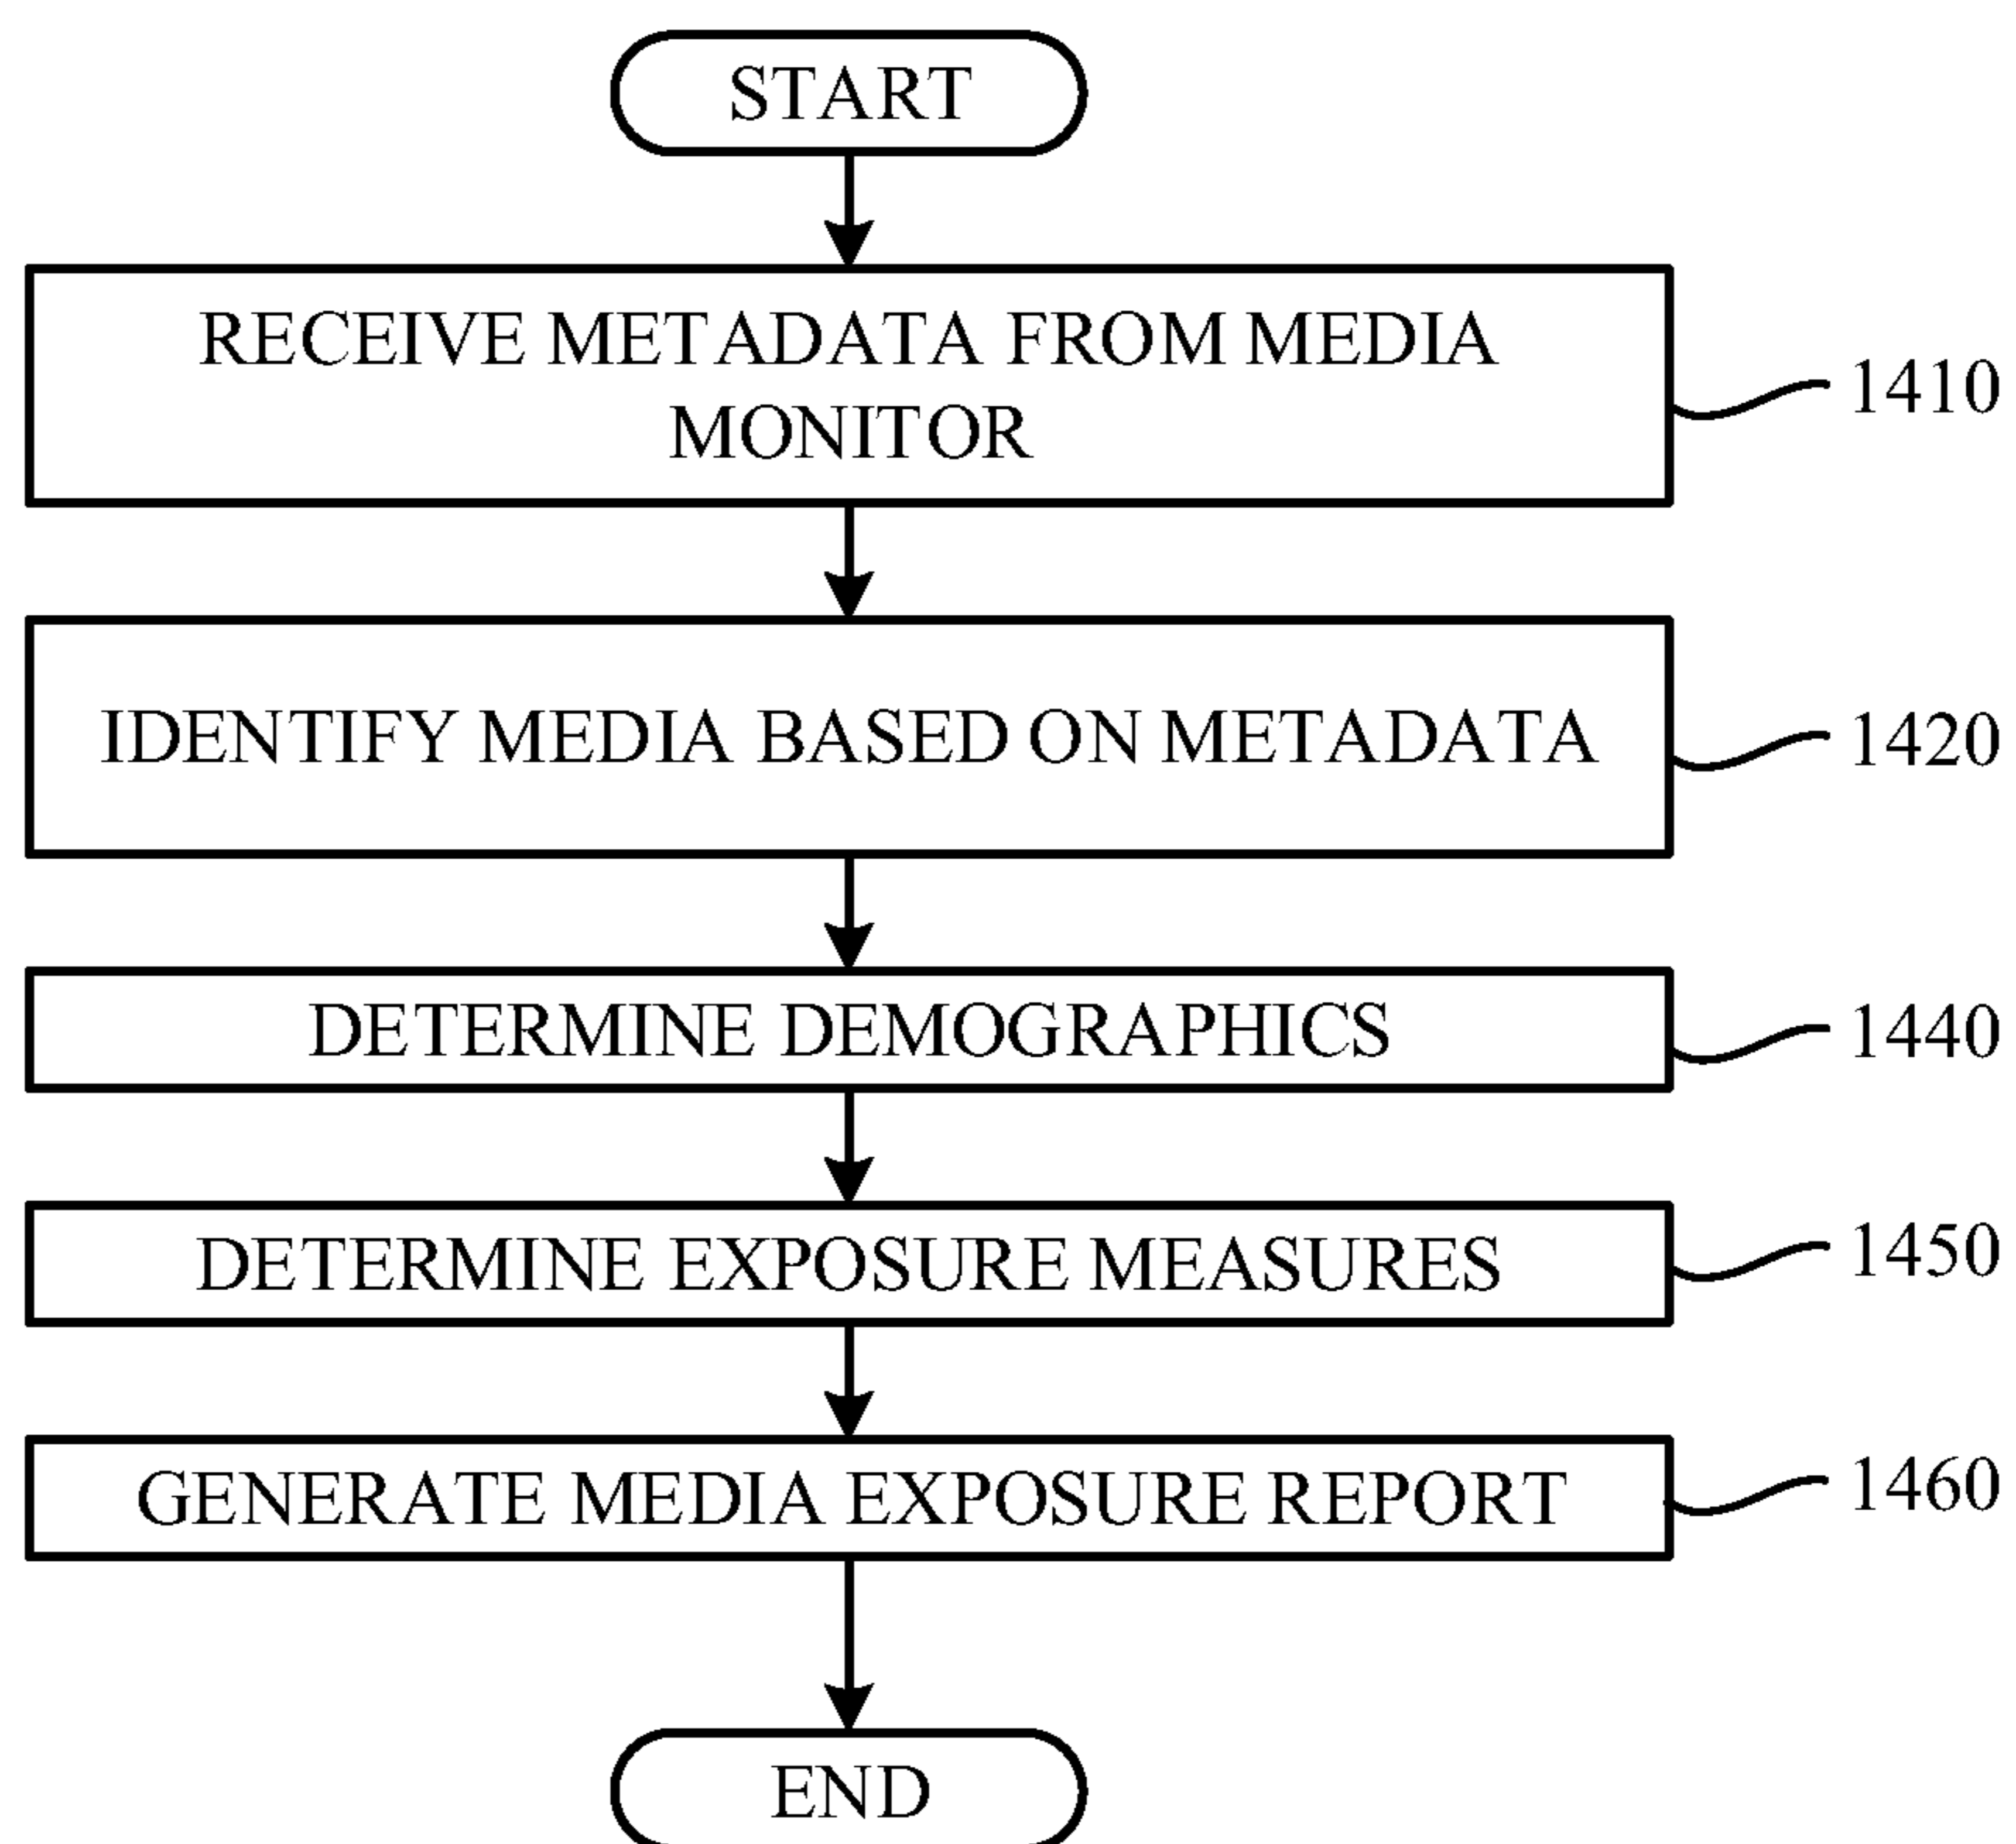 START
RECEIVE METADATA FROM MEDIA
MONITOR
1410
IDENTIFY MEDIA BASED ON METADATA
1420
DETERMINE DEMOGRAPHICS
1440
DETERMINE EXPOSURE MEASURES
1450
GENERATE MEDIA EXPOSURE REPORT
1460
END